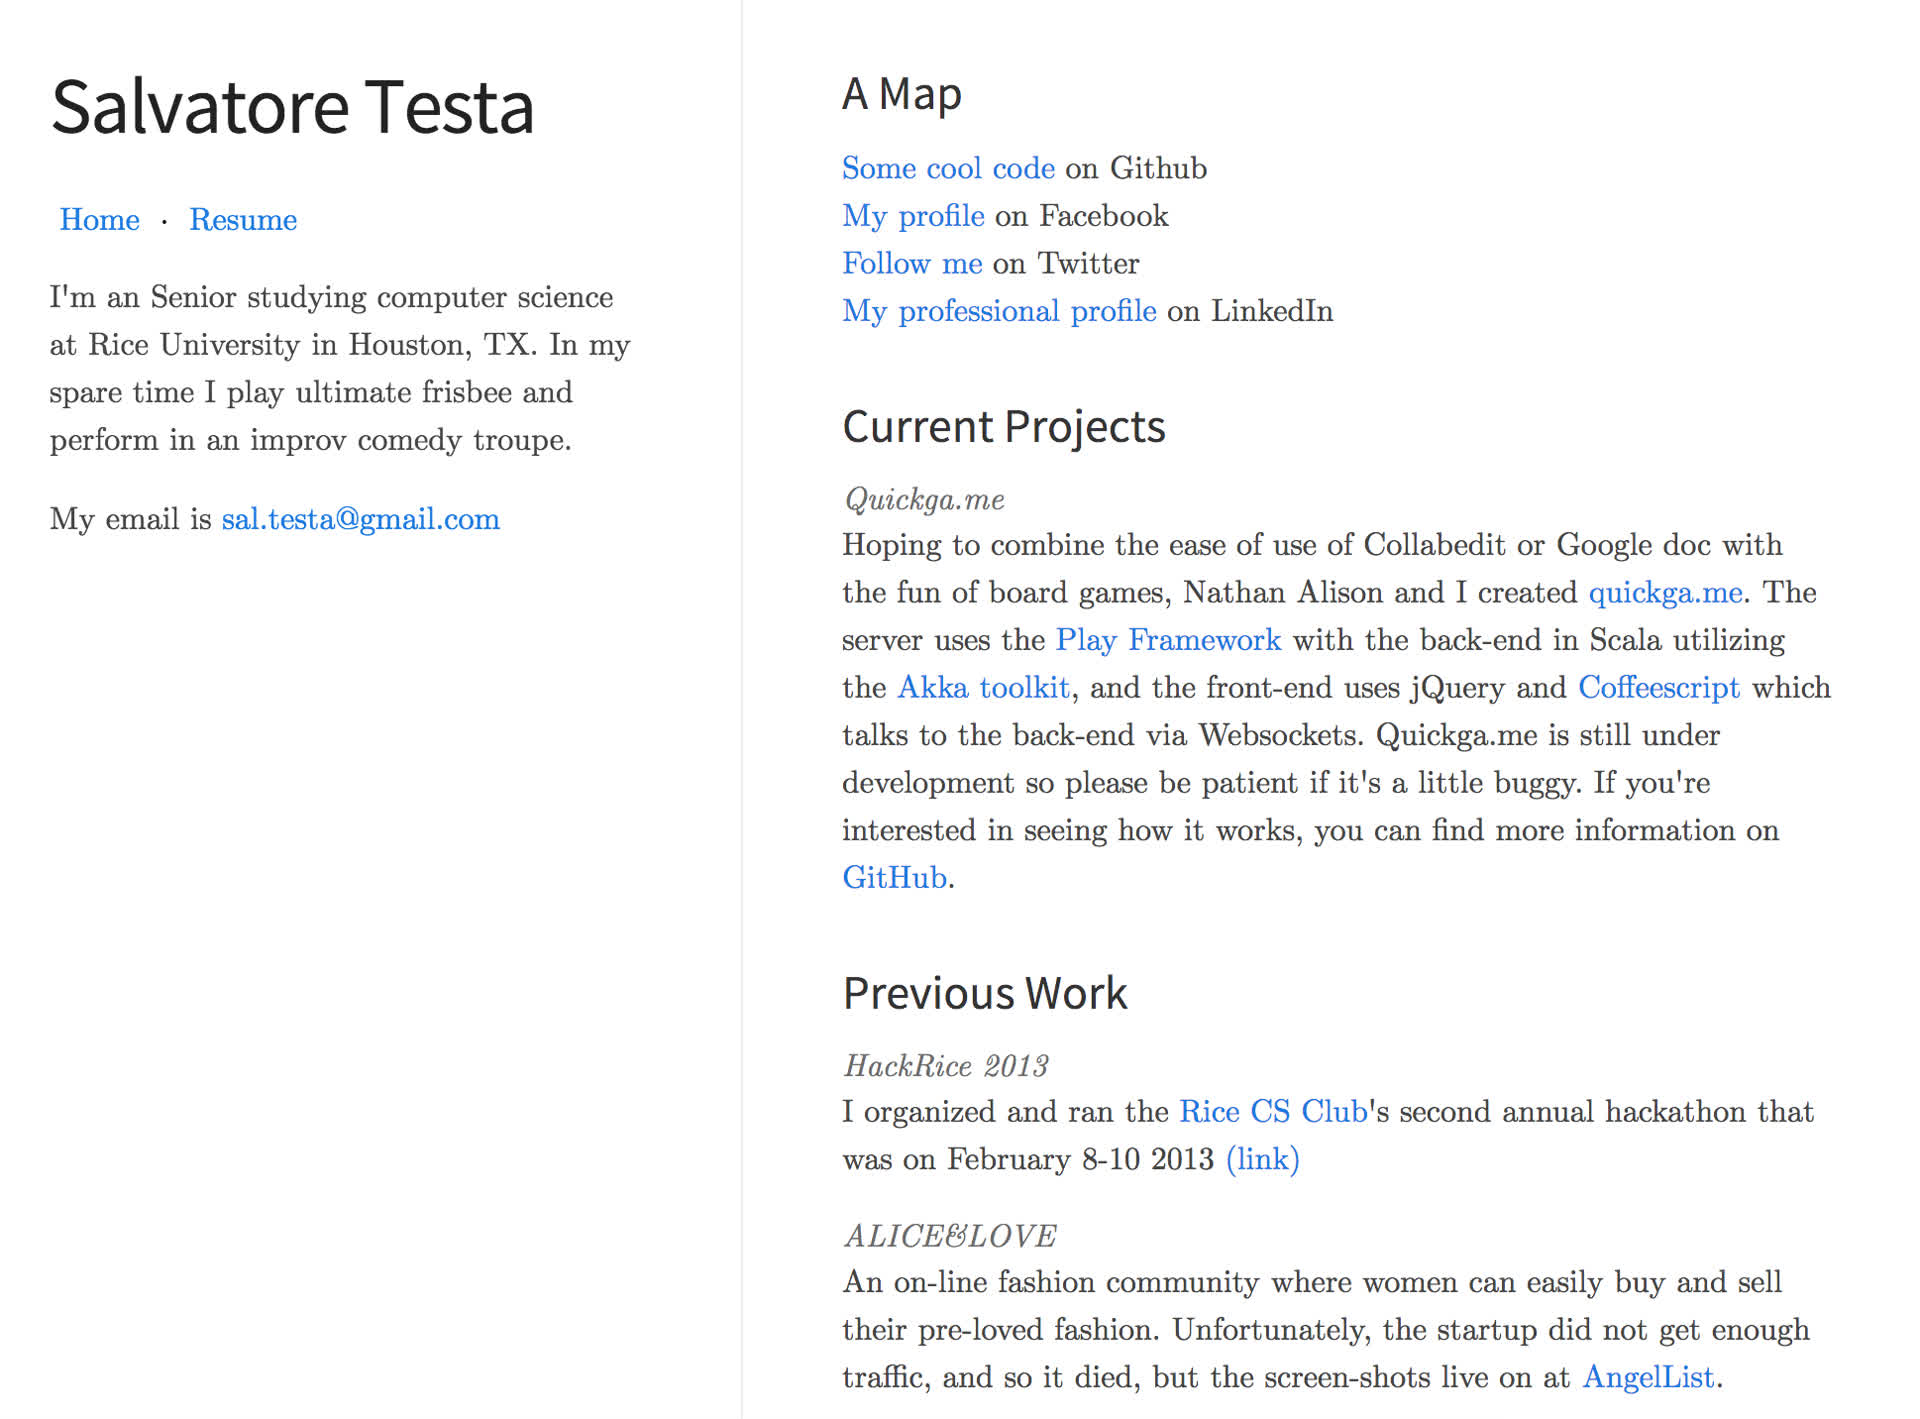 Salvatore Testa
Home · Resume
I'm an Senior studying computer science
at Rice University in Houston, TX. In my
spare time I play ultimate frisbee and
perform in an improv comedy troupe.
My email is sal.testa@gmail.com
A Map
Some cool code on Github
My profile on Facebook
Follow me on Twitter
My professional profile on LinkedIn
Current Projects
Quickga.me
Hoping to combine the ease of use of Collabedit or Google doc with
the fun of board games, Nathan Alison and I created quickga.me. The
server uses the Play Framework with the back-end in Scala utilizing
the Akka toolkit, and the front-end uses jQuery and Coffeescript which
talks to the back-end via Websockets. Quickga.me is still under
development so please be patient if it's a little buggy. If you're
interested in seeing how it works, you can find more information on
GitHub.
Previous Work
HackRice 2013
I organized and ran the Rice CS Club's second annual hackathon that
was on February 8-10 2013 (link)
ALICE&LOVE
An on-line fashion community where women can easily buy and sell
their pre-loved fashion. Unfortunately, the startup did not get enough
traffic, and so it died, but the screen-shots live on at AngelList.